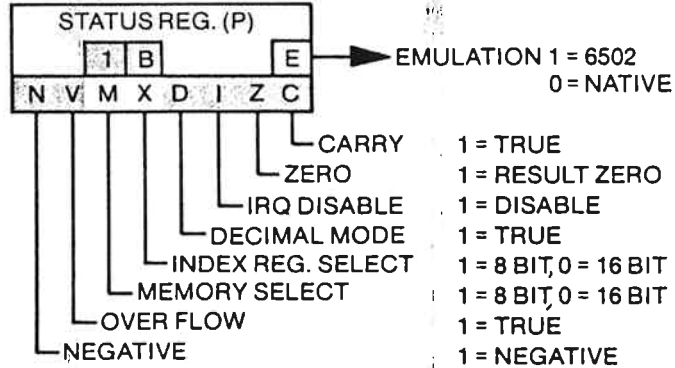 STATUS REG. (P)
1 B E EMULATION 1 = 6502
0 = NATIVE
N V M X D I Z C
CARRY 1 = TRUE
ZERO 1 = RESULT ZERO
IRQ DISABLE 1 = DISABLE
DECIMAL MODE 1 = TRUE
INDEX REG. SELECT 1 = 8 BIT, 0 = 16 BIT
MEMORY SELECT 1 = 8 BIT, 0 = 16 BIT
OVER FLOW 1 = TRUE
NEGATIVE 1 = NEGATIVE